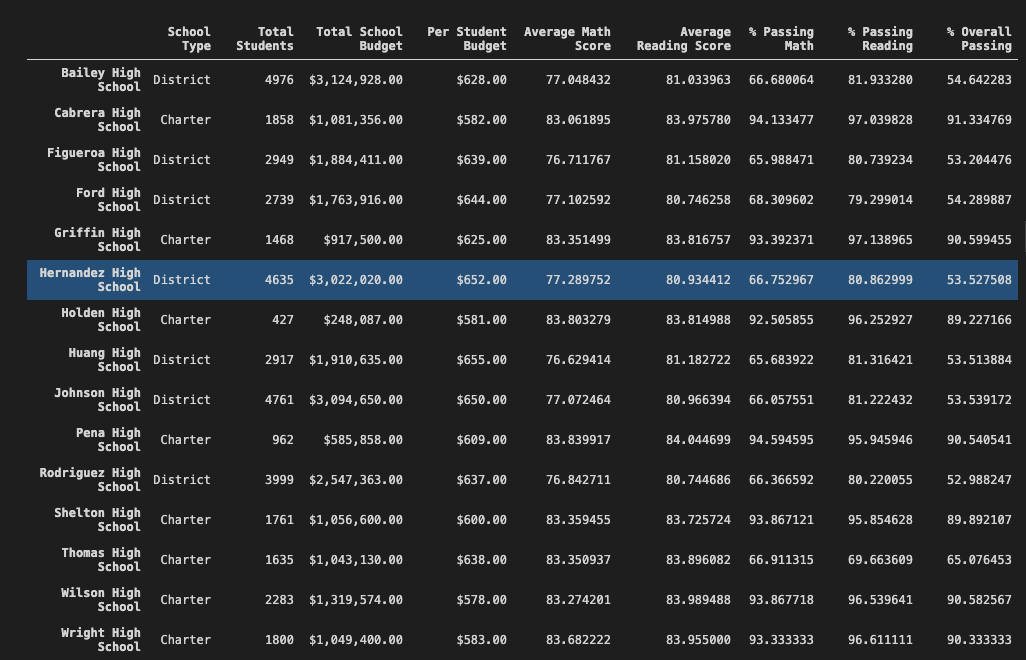 School Type Total Students Total School Budget Per Student Budget Average Math Score Average Reading Score % Passing Math % Passing Reading % Overall Passing
Bailey High School District 4976 $3,124,928.00 $628.00 77.048432 81.033963 66.680064 81.933280 54.642283
Cabrera High School Charter 1858 $1,081,356.00 $582.00 83.061895 83.975780 94.133477 97.039828 91.334769
Figueroa High School District 2949 $1,884,411.00 $639.00 76.711767 81.158020 65.988471 80.739234 53.204476
Ford High School District 2739 $1,763,916.00 $644.00 77.102592 80.746258 68.309602 79.299014 54.289887
Griffin High School Charter 1468 $917,500.00 $625.00 83.351499 83.816757 93.392371 97.138965 90.599455
Hernandez High School District 4635 $3,022,020.00 $652.00 77.289752 80.934412 66.752967 80.862999 53.527508
Holden High School Charter 427 $248,087.00 $581.00 83.803279 83.814988 92.505855 96.252927 89.227166
Huang High School District 2917 $1,910,635.00 $655.00 76.629414 81.182722 65.683922 81.316421 53.513884
Johnson High School District 4761 $3,094,650.00 $650.00 77.072464 80.966394 66.057551 81.222432 53.539172
Pena High School Charter 962 $585,858.00 $609.00 83.839917 84.044699 94.594595 95.945946 90.540541
Rodriguez High School District 3999 $2,547,363.00 $637.00 76.842711 80.744686 66.366592 80.220055 52.988247
Shelton High School Charter 1761 $1,056,600.00 $600.00 83.359455 83.725724 93.867121 95.854628 89.892107
Thomas High School Charter 1635 $1,043,130.00 $638.00 83.350937 83.896082 66.911315 69.663609 65.076453
Wilson High School Charter 2283 $1,319,574.00 $578.00 83.274201 83.989488 93.867718 96.539641 90.582567
Wright High School Charter 1800 $1,049,400.00 $583.00 83.682222 83.955000 93.333333 96.611111 90.333333